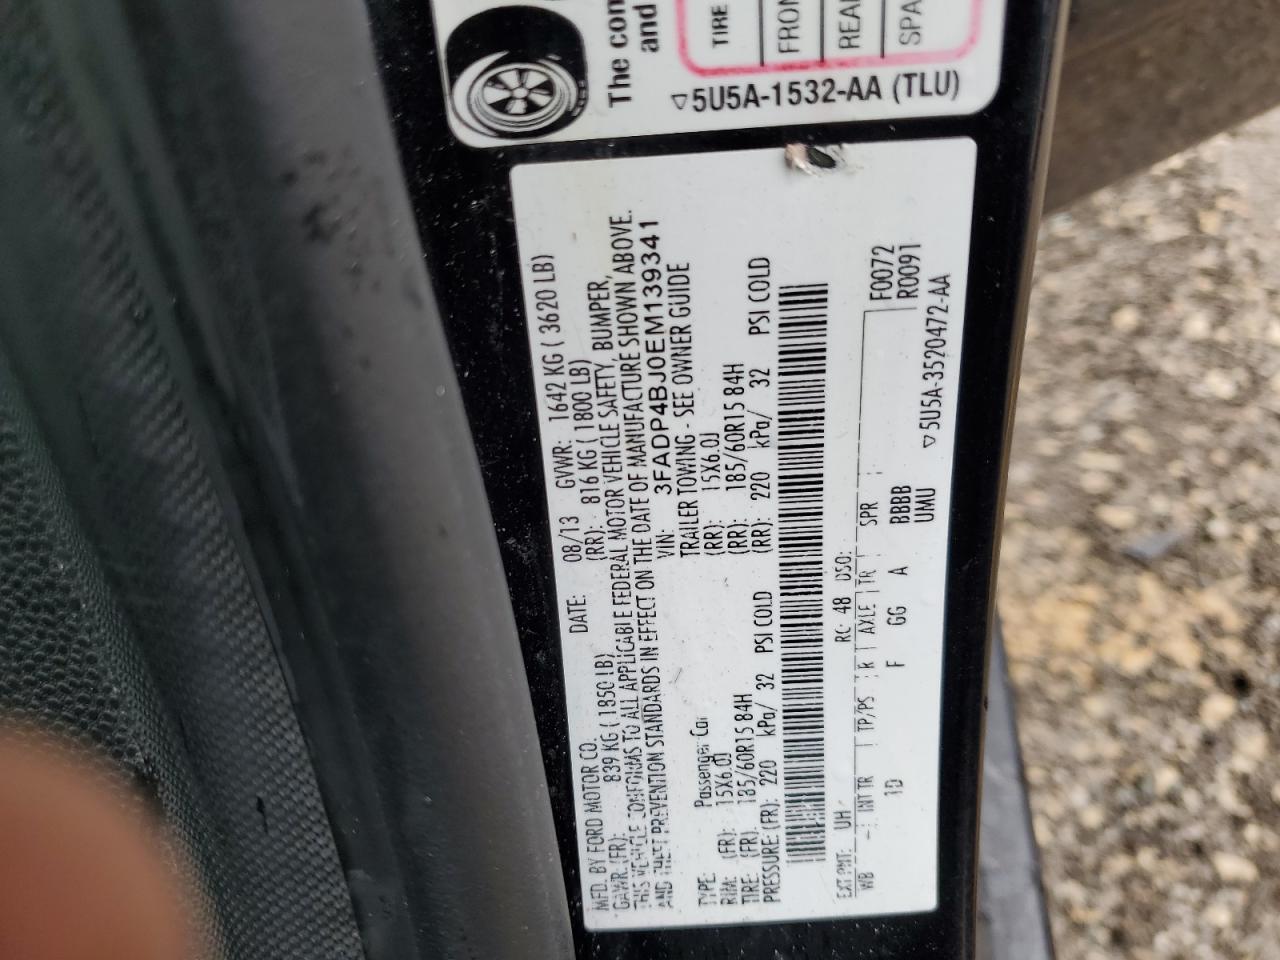 The con
and
TIRE
FRON
REAR
SPA
▽5U5A-1532-AA (TLU)
MFD. BY FORD MOTOR CO. DATE: 08/13 GVWR: 1642 KG ( 3620 LB)
GAWR: (FR): 839 KG ( 1850 LB) (RR): 816 KG ( 1800 LB)
THIS VEHICLE CONFORMS TO ALL APPLICABLE FEDERAL MOTOR VEHICLE SAFETY, BUMPER,
AND THEFT PREVENTION STANDARDS IN EFFECT ON THE DATE OF MANUFACTURE SHOWN ABOVE.
VIN: 3FADP4BJ0EM139341
TYPE: Passenger Car TRAILER TOWING - SEE OWNER GUIDE
RIM: (FR): 15X6.0J (RR): 15X6.0J
TIRE: (FR): 185/60R15 84H (RR): 185/60R15 84H
PRESSURE: (FR): 220 kPa/ 32 PSI COLD (RR): 220 kPa/ 32 PSI COLD
EXT PNT: UH RC: 48 DSO: F0072
WB INT TR TP/PS R AXLE TR SPR R0091
1D F GG A BBBB
UMU ▽5U5A-3520472-AA